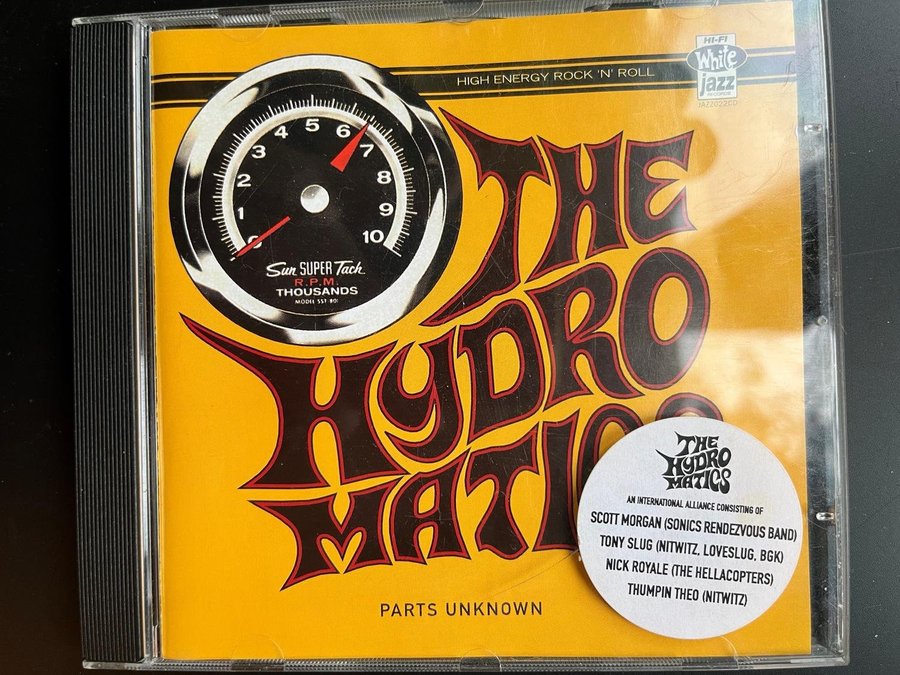 HI-FI
White
jazz
RECORDS
JAZZ022CD
HIGH ENERGY ROCK 'N' ROLL
0 1 2 3 4 5 6 7 8 9 10
Sun SUPER Tach
R.P.M.
THOUSANDS
MODEL SST 801
THE
HYDRO
MATICS
PARTS UNKNOWN
THE
HYDRO
MATICS
AN INTERNATIONAL ALLIANCE CONSISTING OF
SCOTT MORGAN (SONICS RENDEZVOUS BAND)
TONY SLUG (NITWITZ, LOVESLUG, BGK)
NICK ROYALE (THE HELLACOPTERS)
THUMPIN THEO (NITWITZ)